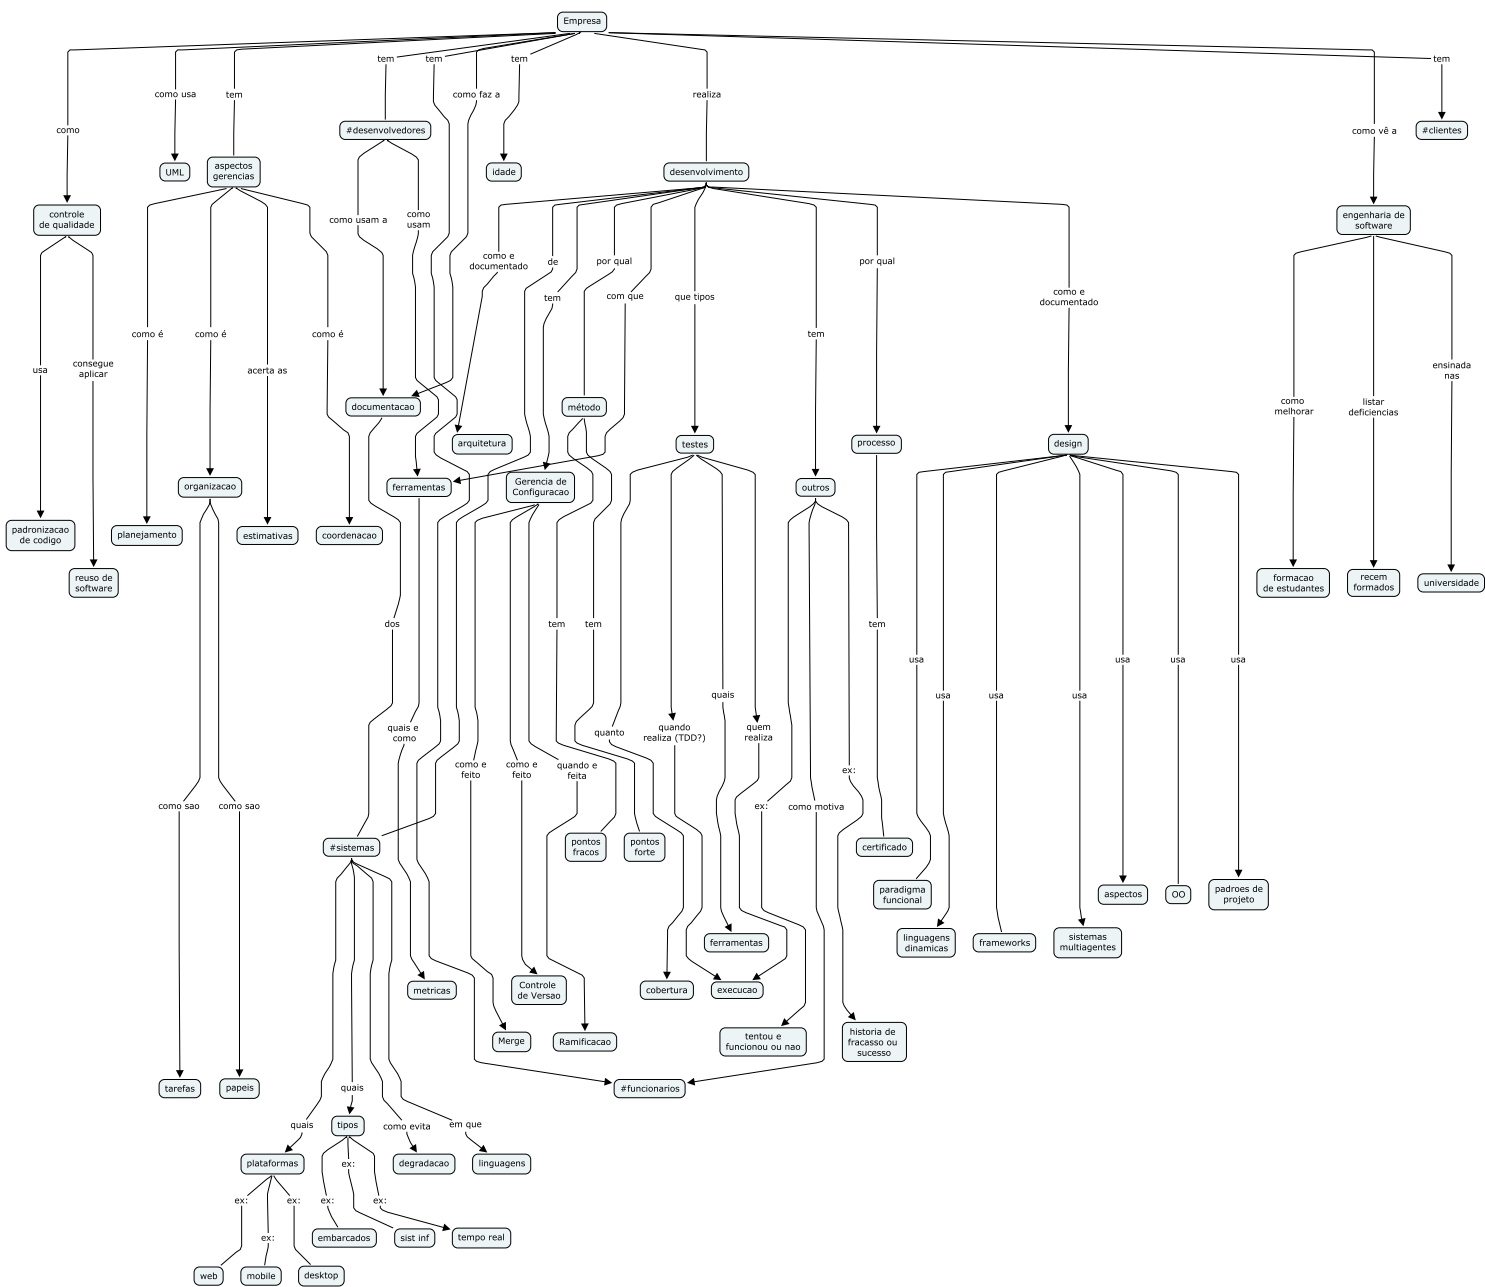 Empresa
tem
tem
tem
tem
como usa
tem
como faz a
realiza
como
#desenvolvedores
como vê a
#clientes
UML
aspectos
gerencias
idade
desenvolvimento
controle
de qualidade
como usam a
como
usam
engenharia de
software
como e
documentado
de
por qual
por qual
tem
com que
que tipos
como e
documentado
como é
como é
como é
tem
usa
consegue
aplicar
acerta as
ensinada
nas
como
melhorar
listar
deficiencias
documentacao
método
arquitetura
testes
processo
design
organizacao
ferramentas
Gerencia de
Configuracao
outros
padronizacao
de codigo
planejamento
estimativas
coordenacao
reuso de
software
formacao
de estudantes
recem
formados
universidade
dos
tem
tem
tem
usa
usa
usa
usa
usa
usa
usa
quais
quais e
como
quanto
quando
realiza (TDD?)
quem
realiza
como e
feito
como e
feito
quando e
feita
ex:
como sao
como sao
ex:
como motiva
#sistemas
pontos
fracos
pontos
forte
certificado
paradigma
funcional
aspectos
OO
padroes de
projeto
linguagens
dinamicas
frameworks
sistemas
multiagentes
ferramentas
metricas
Controle
de Versao
cobertura
execucao
Merge
Ramificacao
tentou e
funcionou ou nao
historia de
fracasso ou
sucesso
tarefas
papeis
quais
#funcionarios
quais
tipos
como evita
em que
plataformas
ex:
degradacao
linguagens
ex:
ex:
ex:
ex:
ex:
embarcados
sist inf
tempo real
web
mobile
desktop